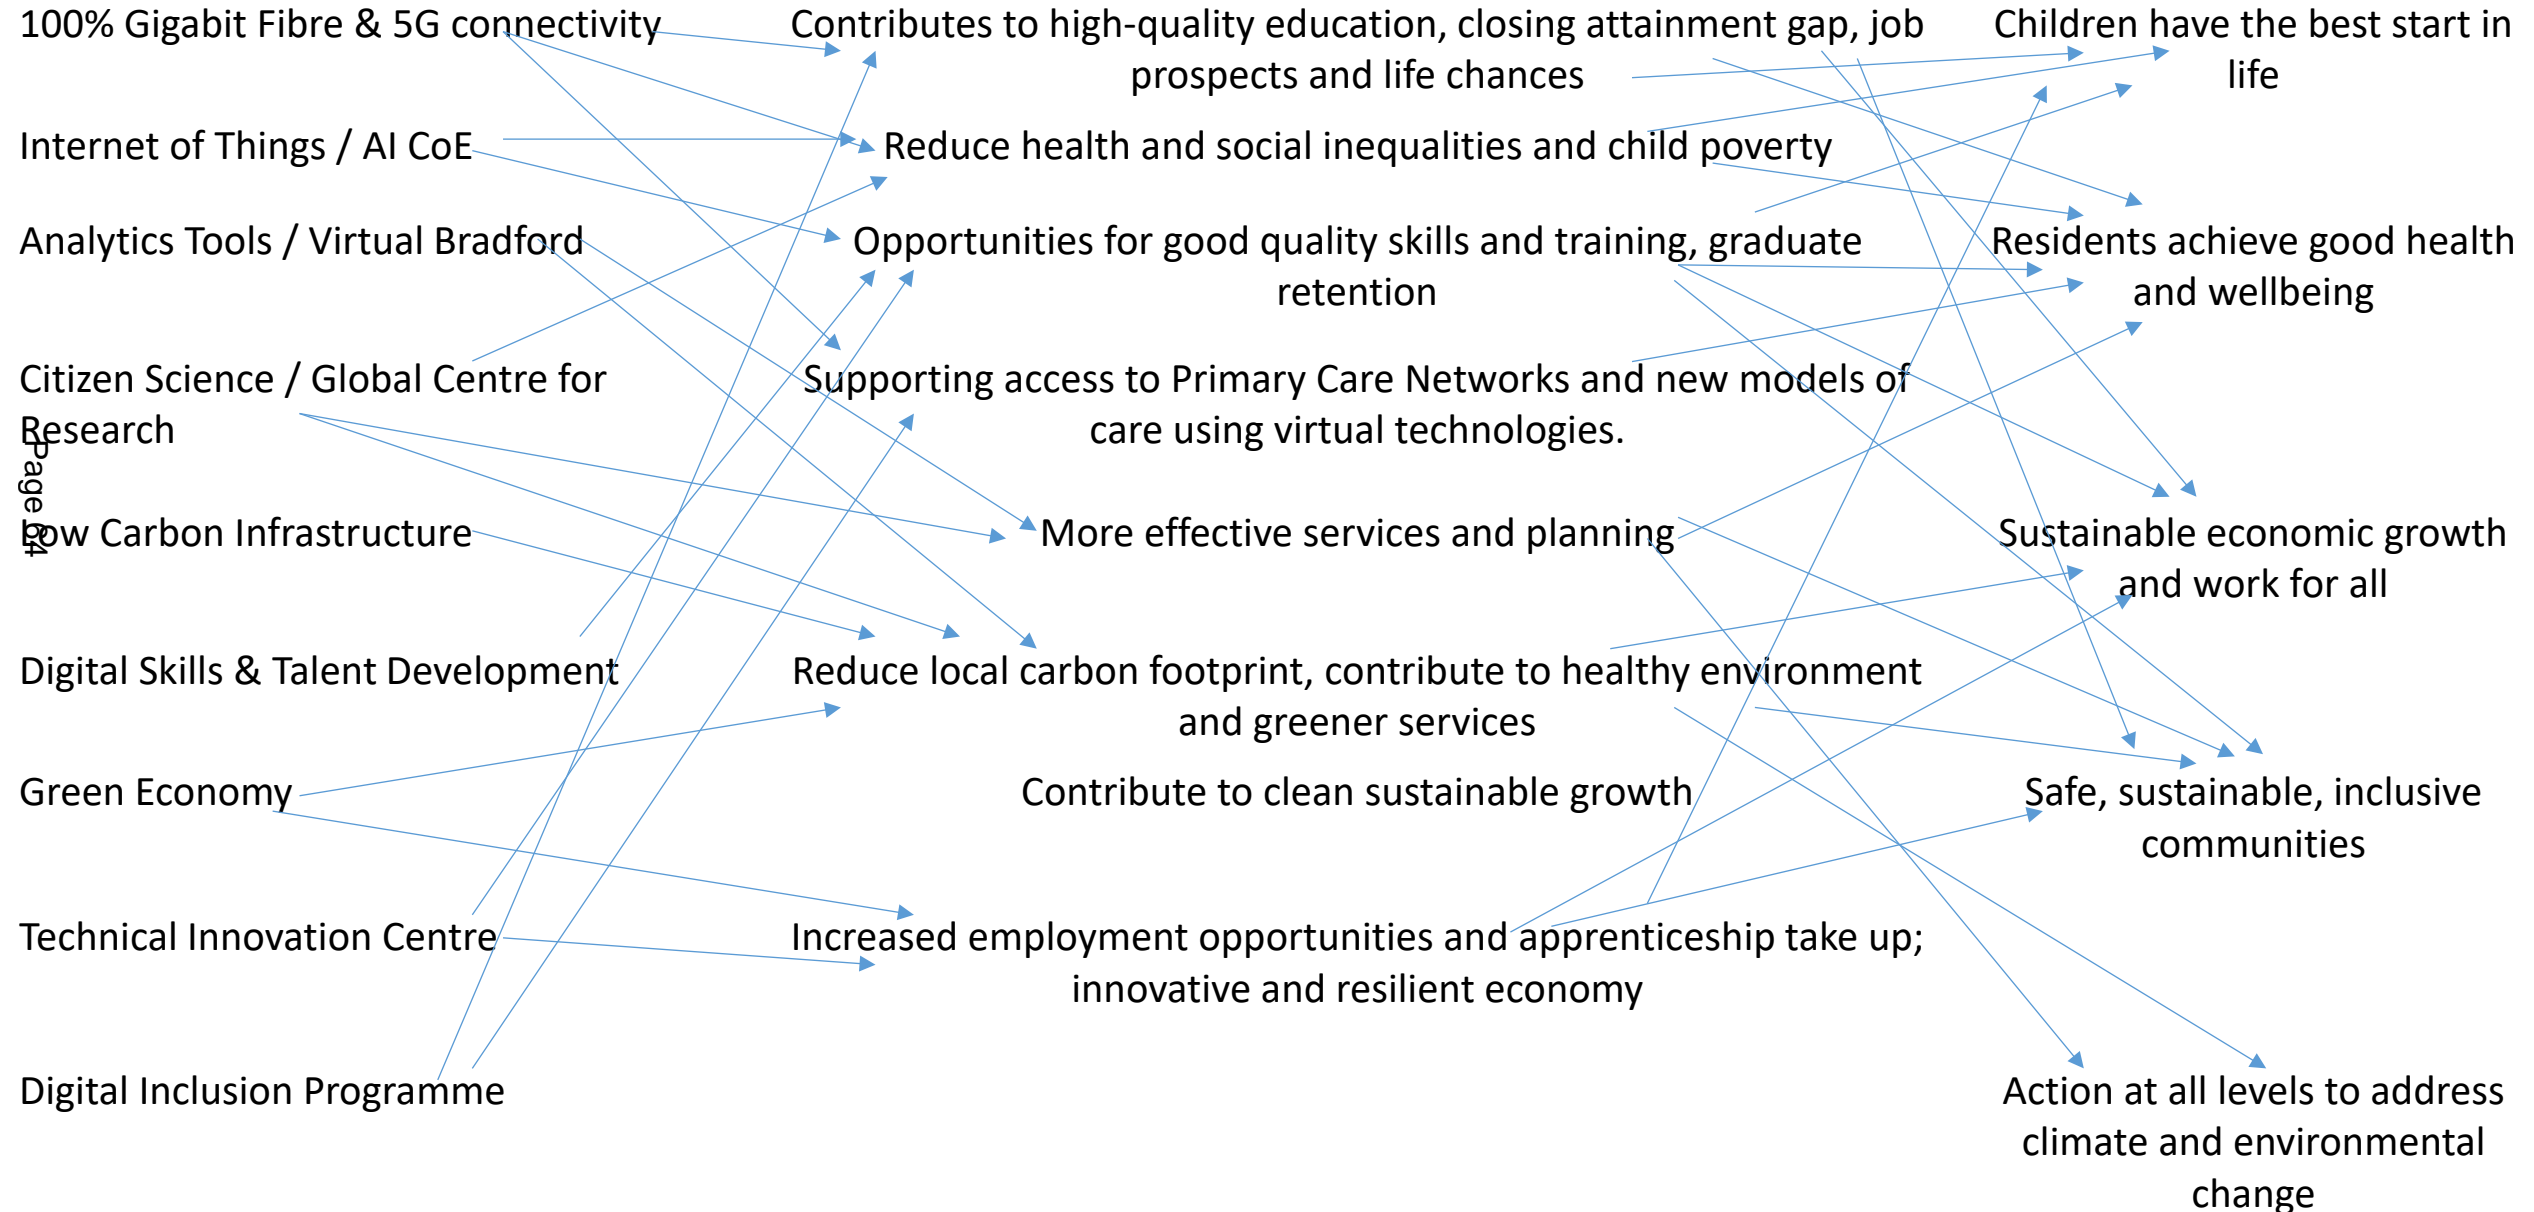 100% Gigabit Fibre & 5G connectivity
Internet of Things / AI CoE
Analytics Tools / Virtual Bradford
Citizen Science / Global Centre for
Research
Low Carbon Infrastructure
Digital Skills & Talent Development
Green Economy
Technical Innovation Centre
Digital Inclusion Programme
Contributes to high-quality education, closing attainment gap, job
prospects and life chances
Reduce health and social inequalities and child poverty
Opportunities for good quality skills and training, graduate
retention
Supporting access to Primary Care Networks and new models of
care using virtual technologies.
More effective services and planning
Reduce local carbon footprint, contribute to healthy environment
and greener services
Contribute to clean sustainable growth
Increased employment opportunities and apprenticeship take up;
innovative and resilient economy
Children have the best start in
life
Residents achieve good health
and wellbeing
Sustainable economic growth
and work for all
Safe, sustainable, inclusive
communities
Action at all levels to address
climate and environmental
change
Page 64